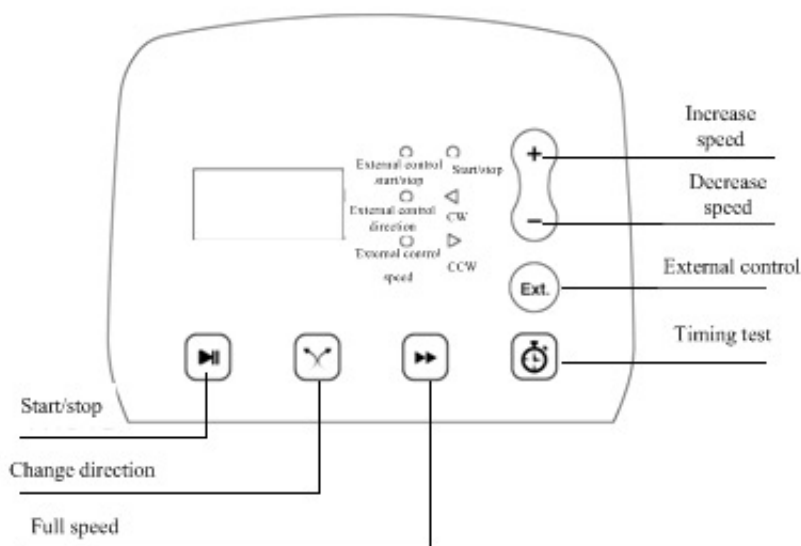 Increase
speed
Decrease
speed
External control
Timing test
External control
start/stop
Start/stop
External control
direction
CW
External control
speed
CCW
+
−
Ext.
Start/stop
Change direction
Full speed